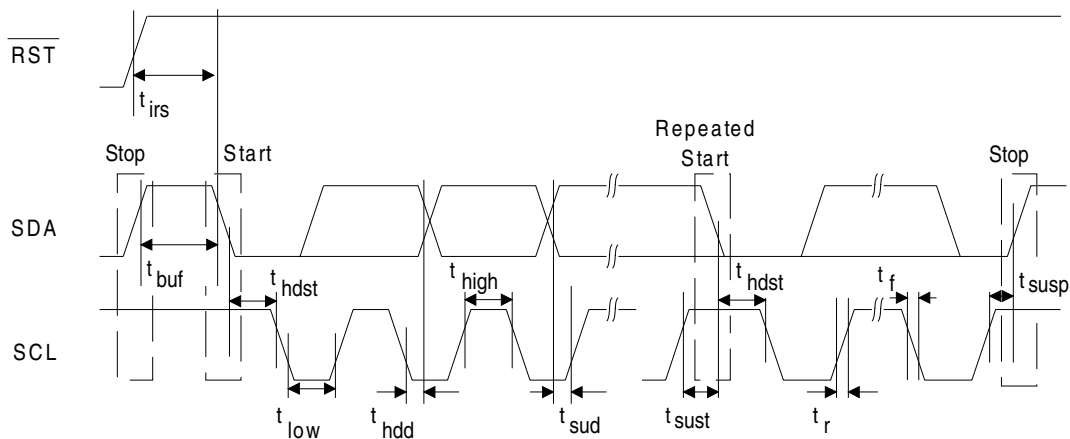 RST
t irs
Repeated
Stop Start Start Stop
SDA
t buf t hdst t high t hdst t f t susp
SCL
t low t hdd t sud t sust t r